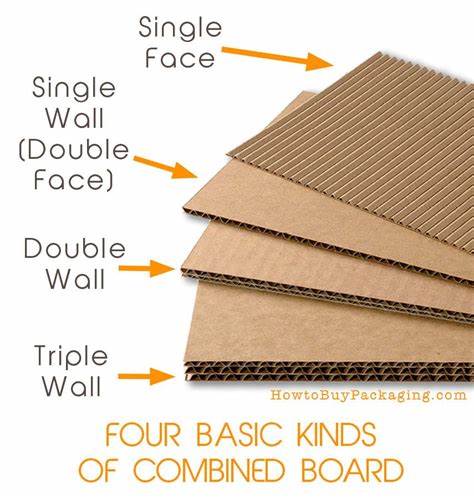 Single
Face
Single
Wall
(Double
Face)
Double
Wall
Triple
Wall
HowtoBuyPackaging.com
FOUR BASIC KINDS
OF COMBINED BOARD